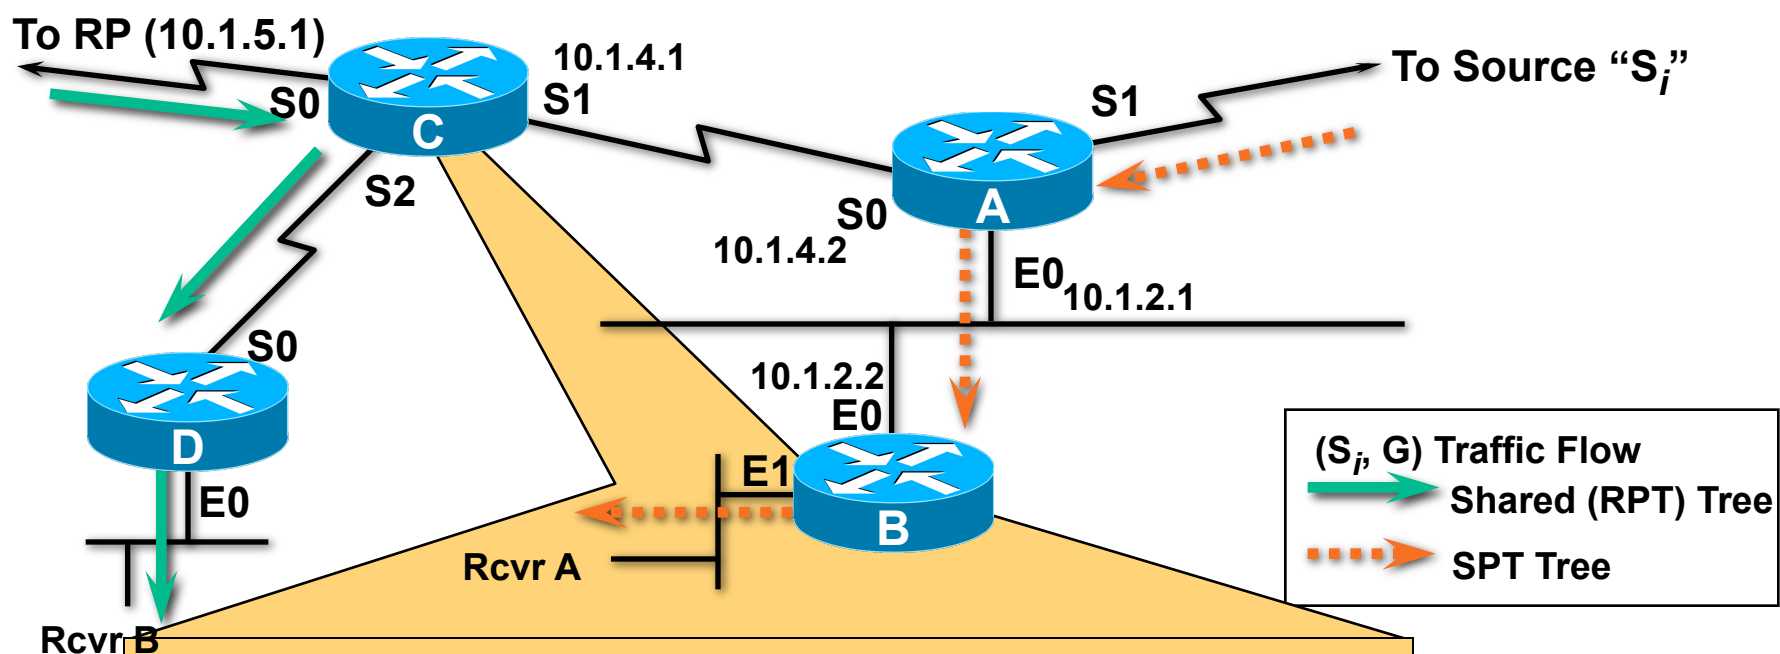 To RP (10.1.5.1)
10.1.4.1
To Source “Si”
S0
S1
S1
C
S2
A
S0
10.1.4.2
E0
10.1.2.1
S0
10.1.2.2
E0
D
(Si, G) Traffic Flow
E1
E0
Shared (RPT) Tree
B
Rcvr A
SPT Tree
Rcvr B